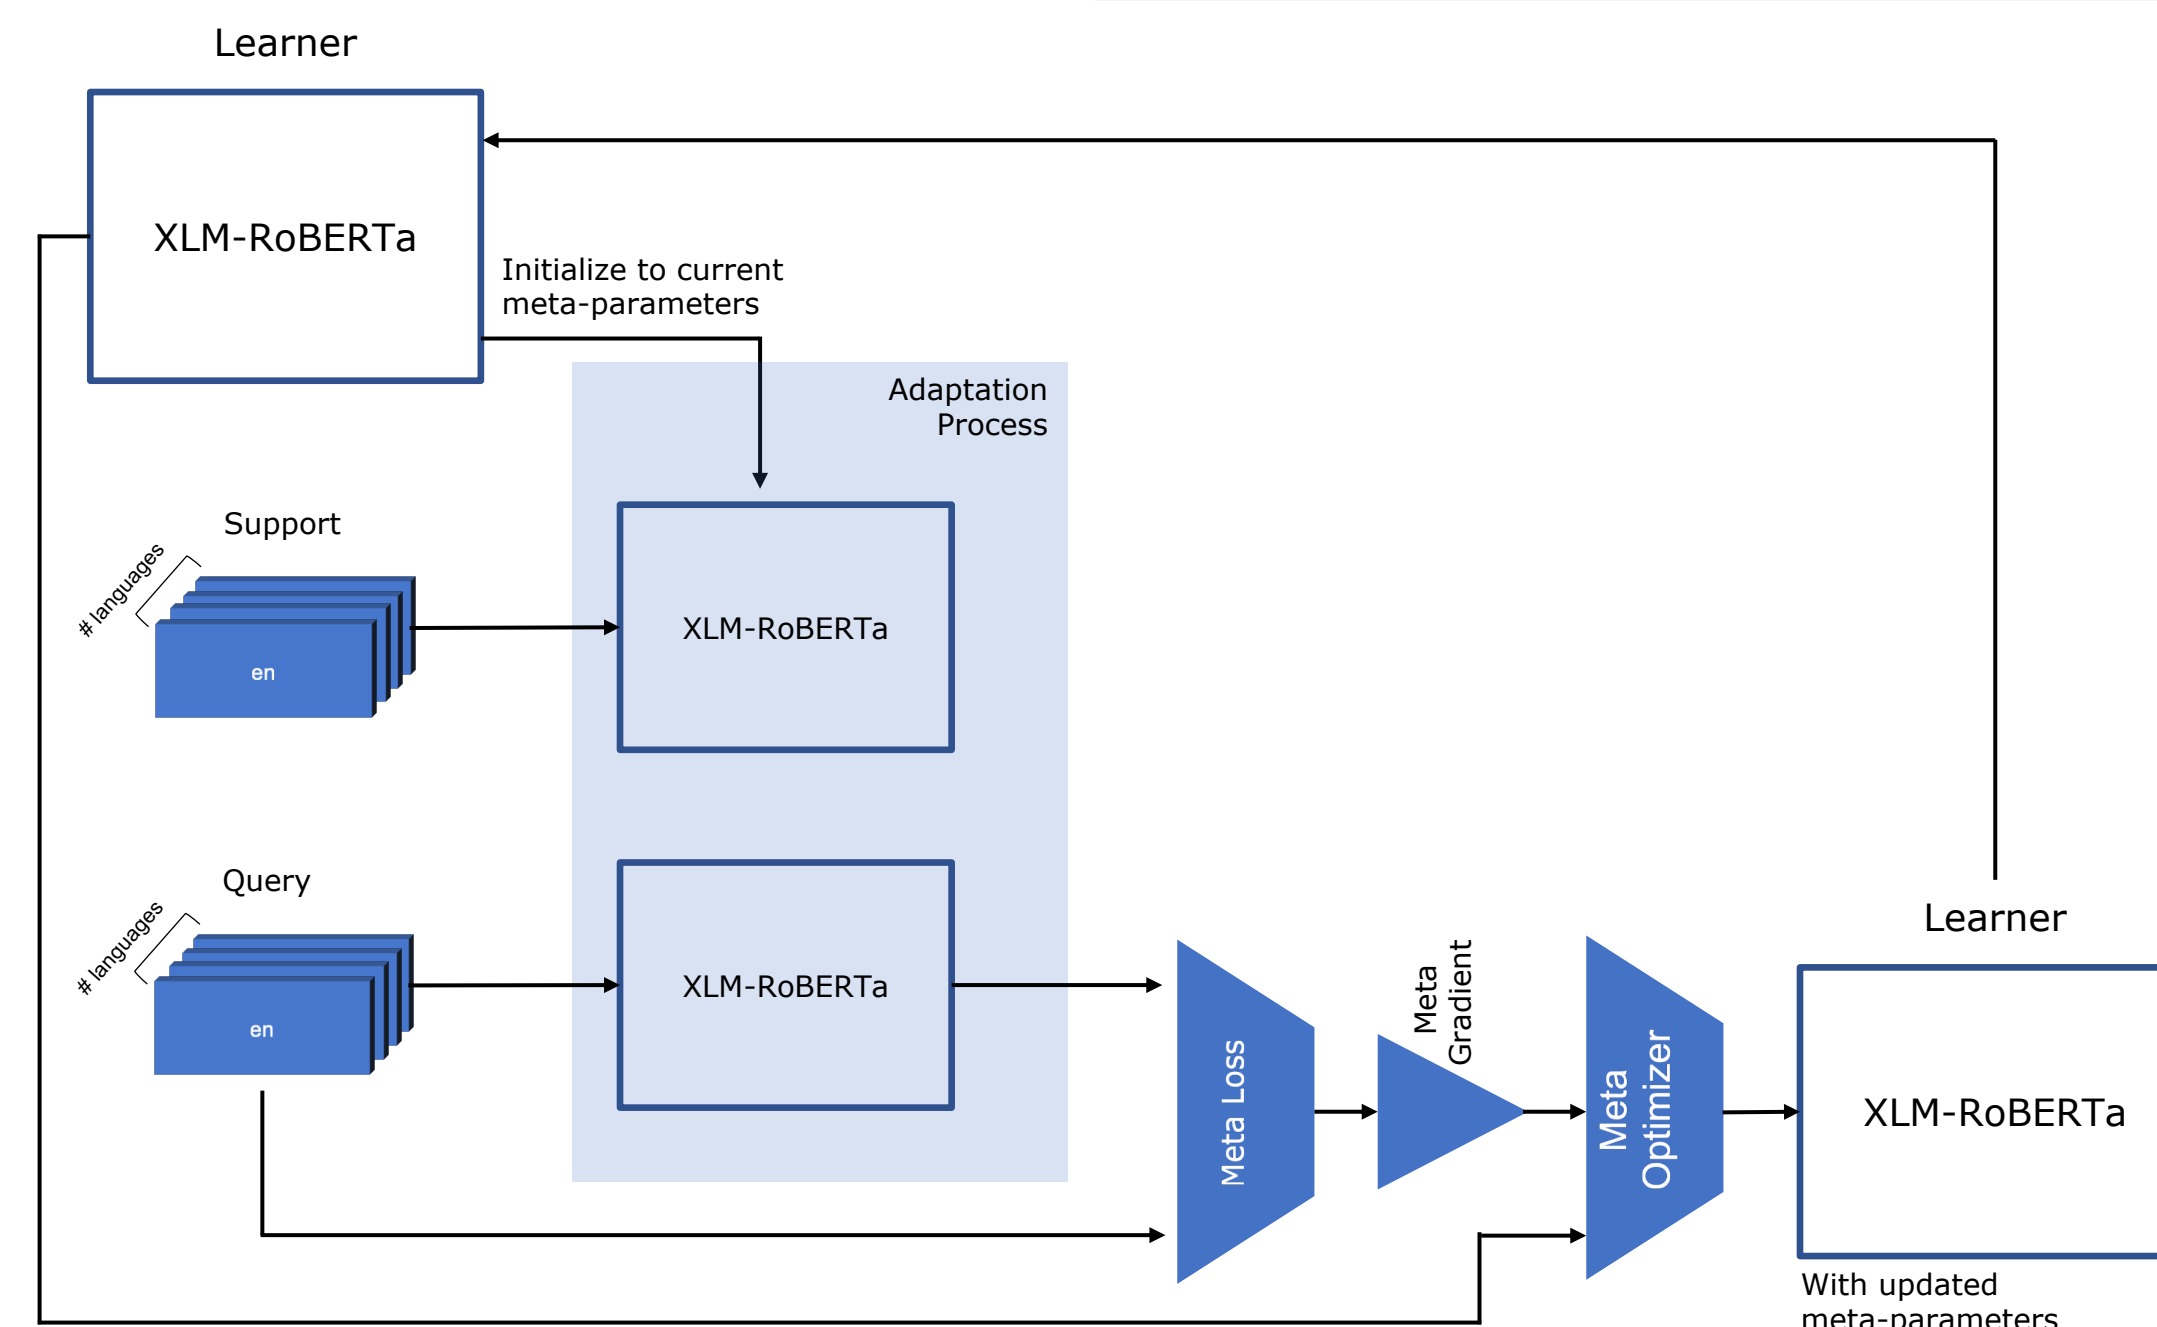 Learner
XLM-RoBERTa
Initialize to current
meta-parameters
Adaptation
Process
Support
# languages
en
XLM-RoBERTa
Query
# languages
en
XLM-RoBERTa
Meta Loss
Meta
Gradient
Meta
Optimizer
Learner
XLM-RoBERTa
With updated
meta-parameters